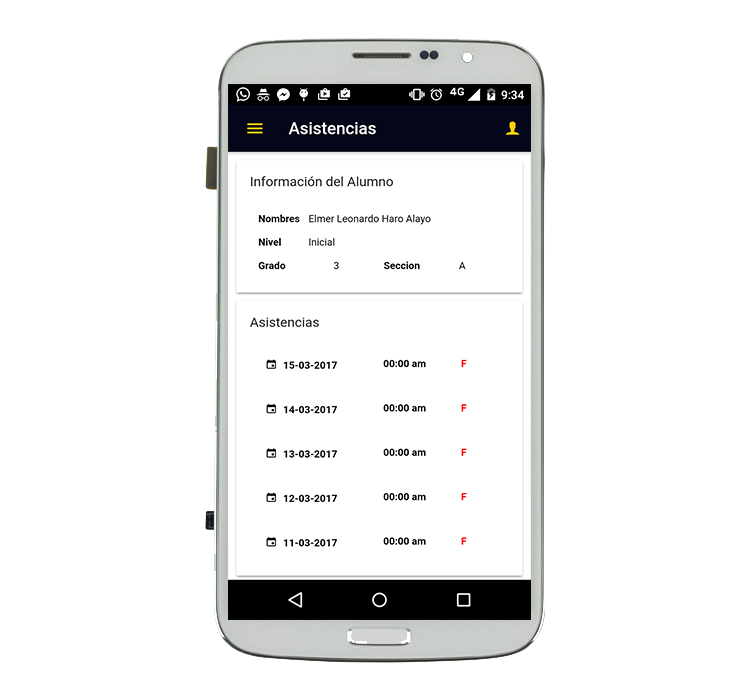 4G 9:34
Asistencias
Información del Alumno
Nombres Elmer Leonardo Haro Alayo
Nivel Inicial
Grado 3 Seccion A
Asistencias
15-03-2017 00:00 am F
14-03-2017 00:00 am F
13-03-2017 00:00 am F
12-03-2017 00:00 am F
11-03-2017 00:00 am F